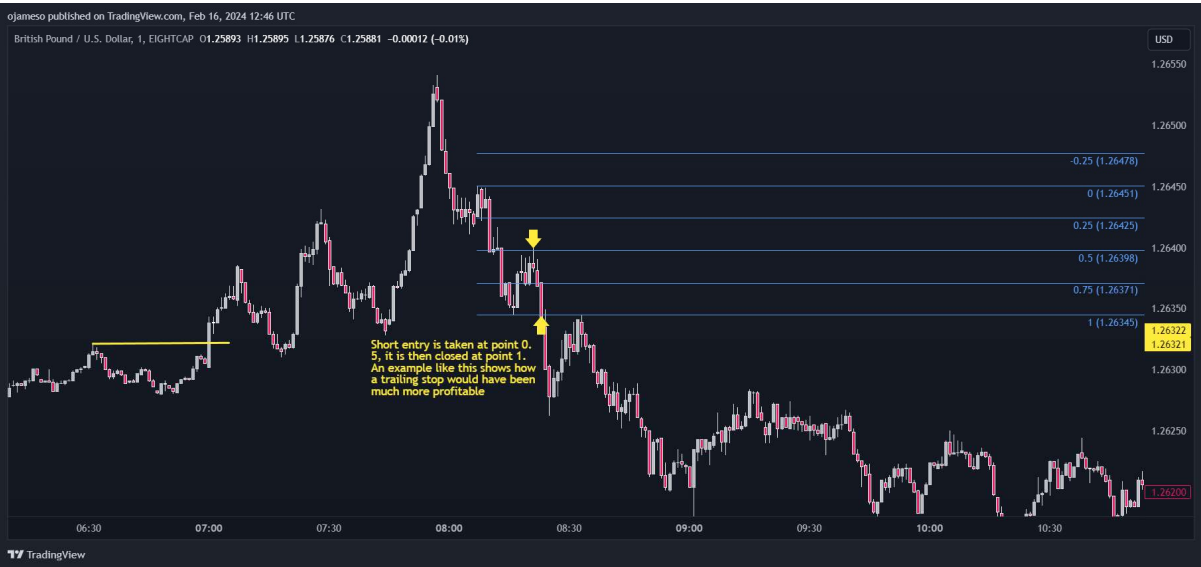 ojameso published on TradingView.com, Feb 16, 2024 12:46 UTC
British Pound / U.S. Dollar, 1, EIGHTCAP O1.25893 H1.25895 L1.25876 C1.25881 −0.00012 (−0.01%)
USD
1.26550
1.26500
-0.25 (1.26478)
1.26450
0 (1.26451)
0.25 (1.26425)
1.26400
0.5 (1.26398)
0.75 (1.26371)
1.26350
1 (1.26345)
1.26322
1.26321
Short entry is taken at point 0.
5, it is then closed at point 1.
An example like this shows how
a trailing stop would have been
much more profitable
1.26300
1.26250
1.26200
06:30 07:00 07:30 08:00 08:30 09:00 09:30 10:00 10:30
TradingView